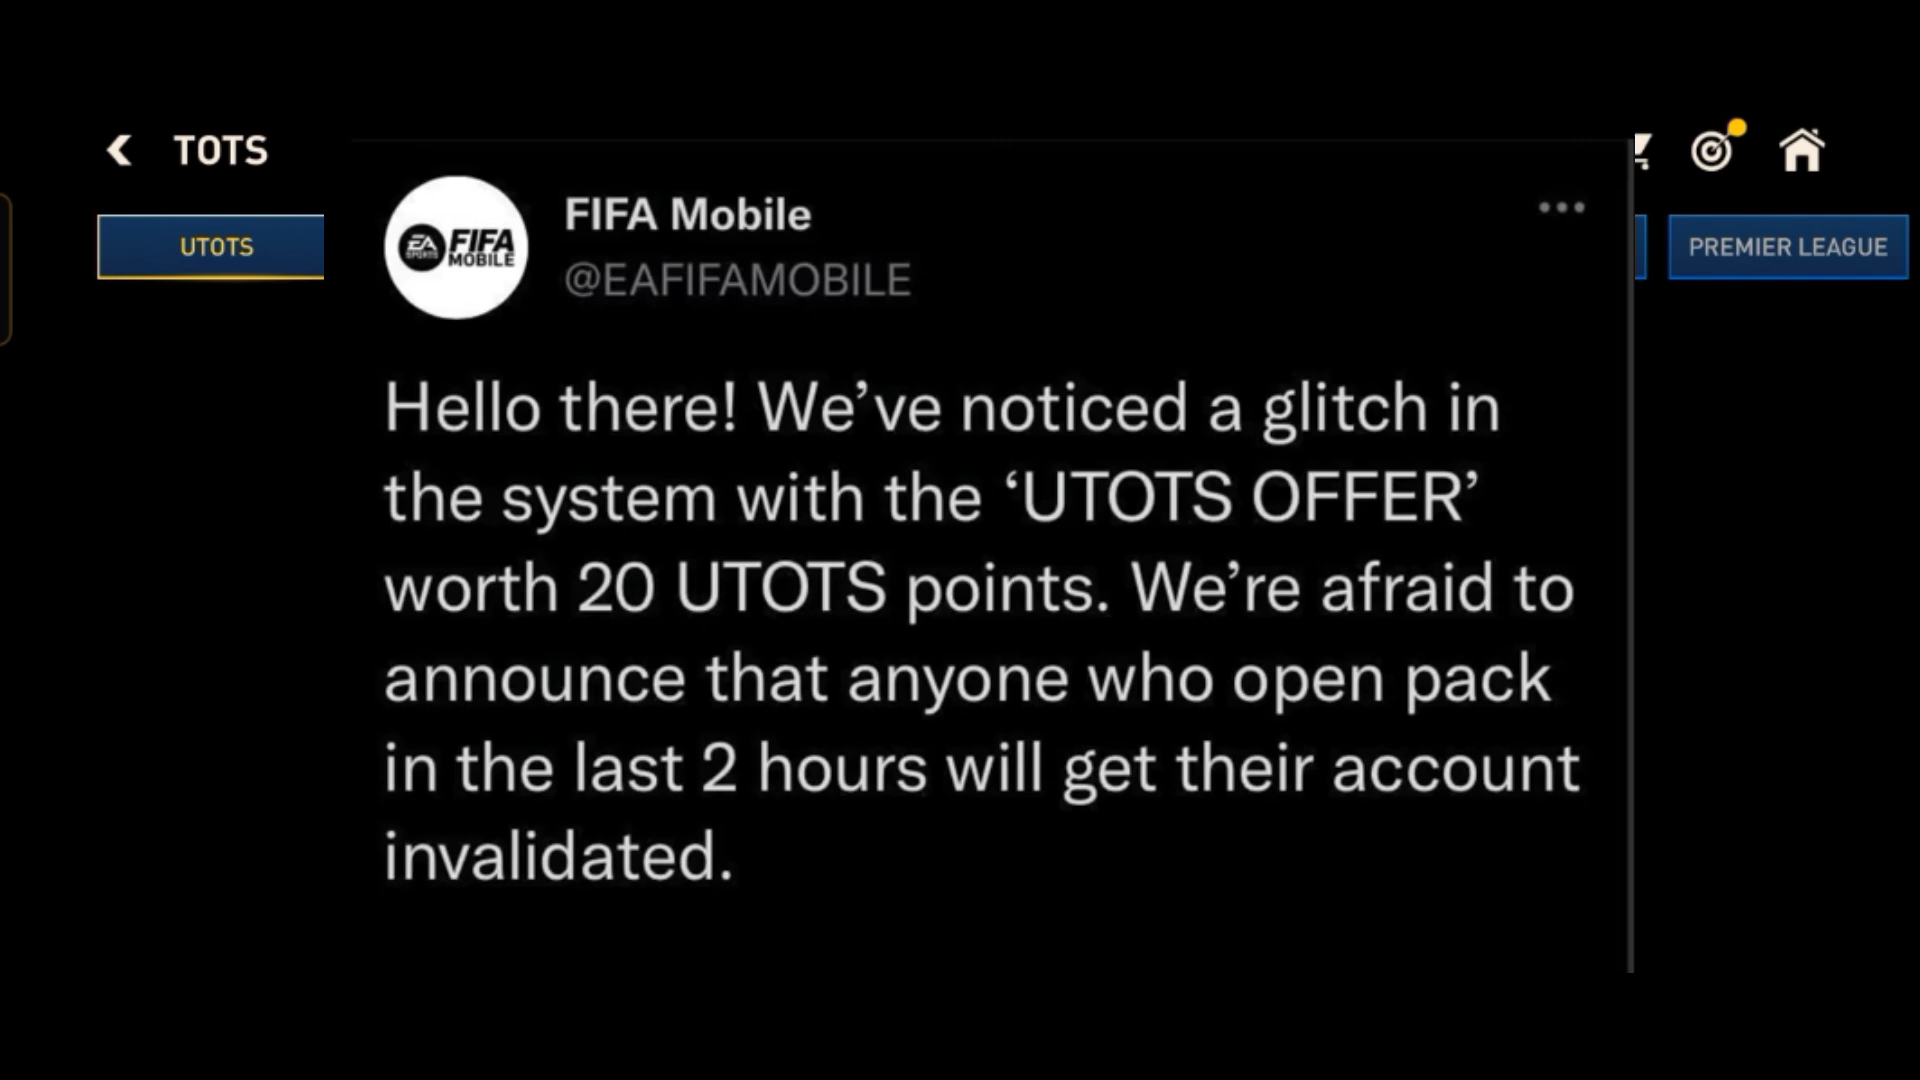 TOTS
UTOTS
PREMIER LEAGUE
EA
SPORTS
FIFA
MOBILE
FIFA Mobile
@EAFIFAMOBILE
Hello there! We’ve noticed a glitch in
the system with the ‘UTOTS OFFER’
worth 20 UTOTS points. We’re afraid to
announce that anyone who open pack
in the last 2 hours will get their account
invalidated.